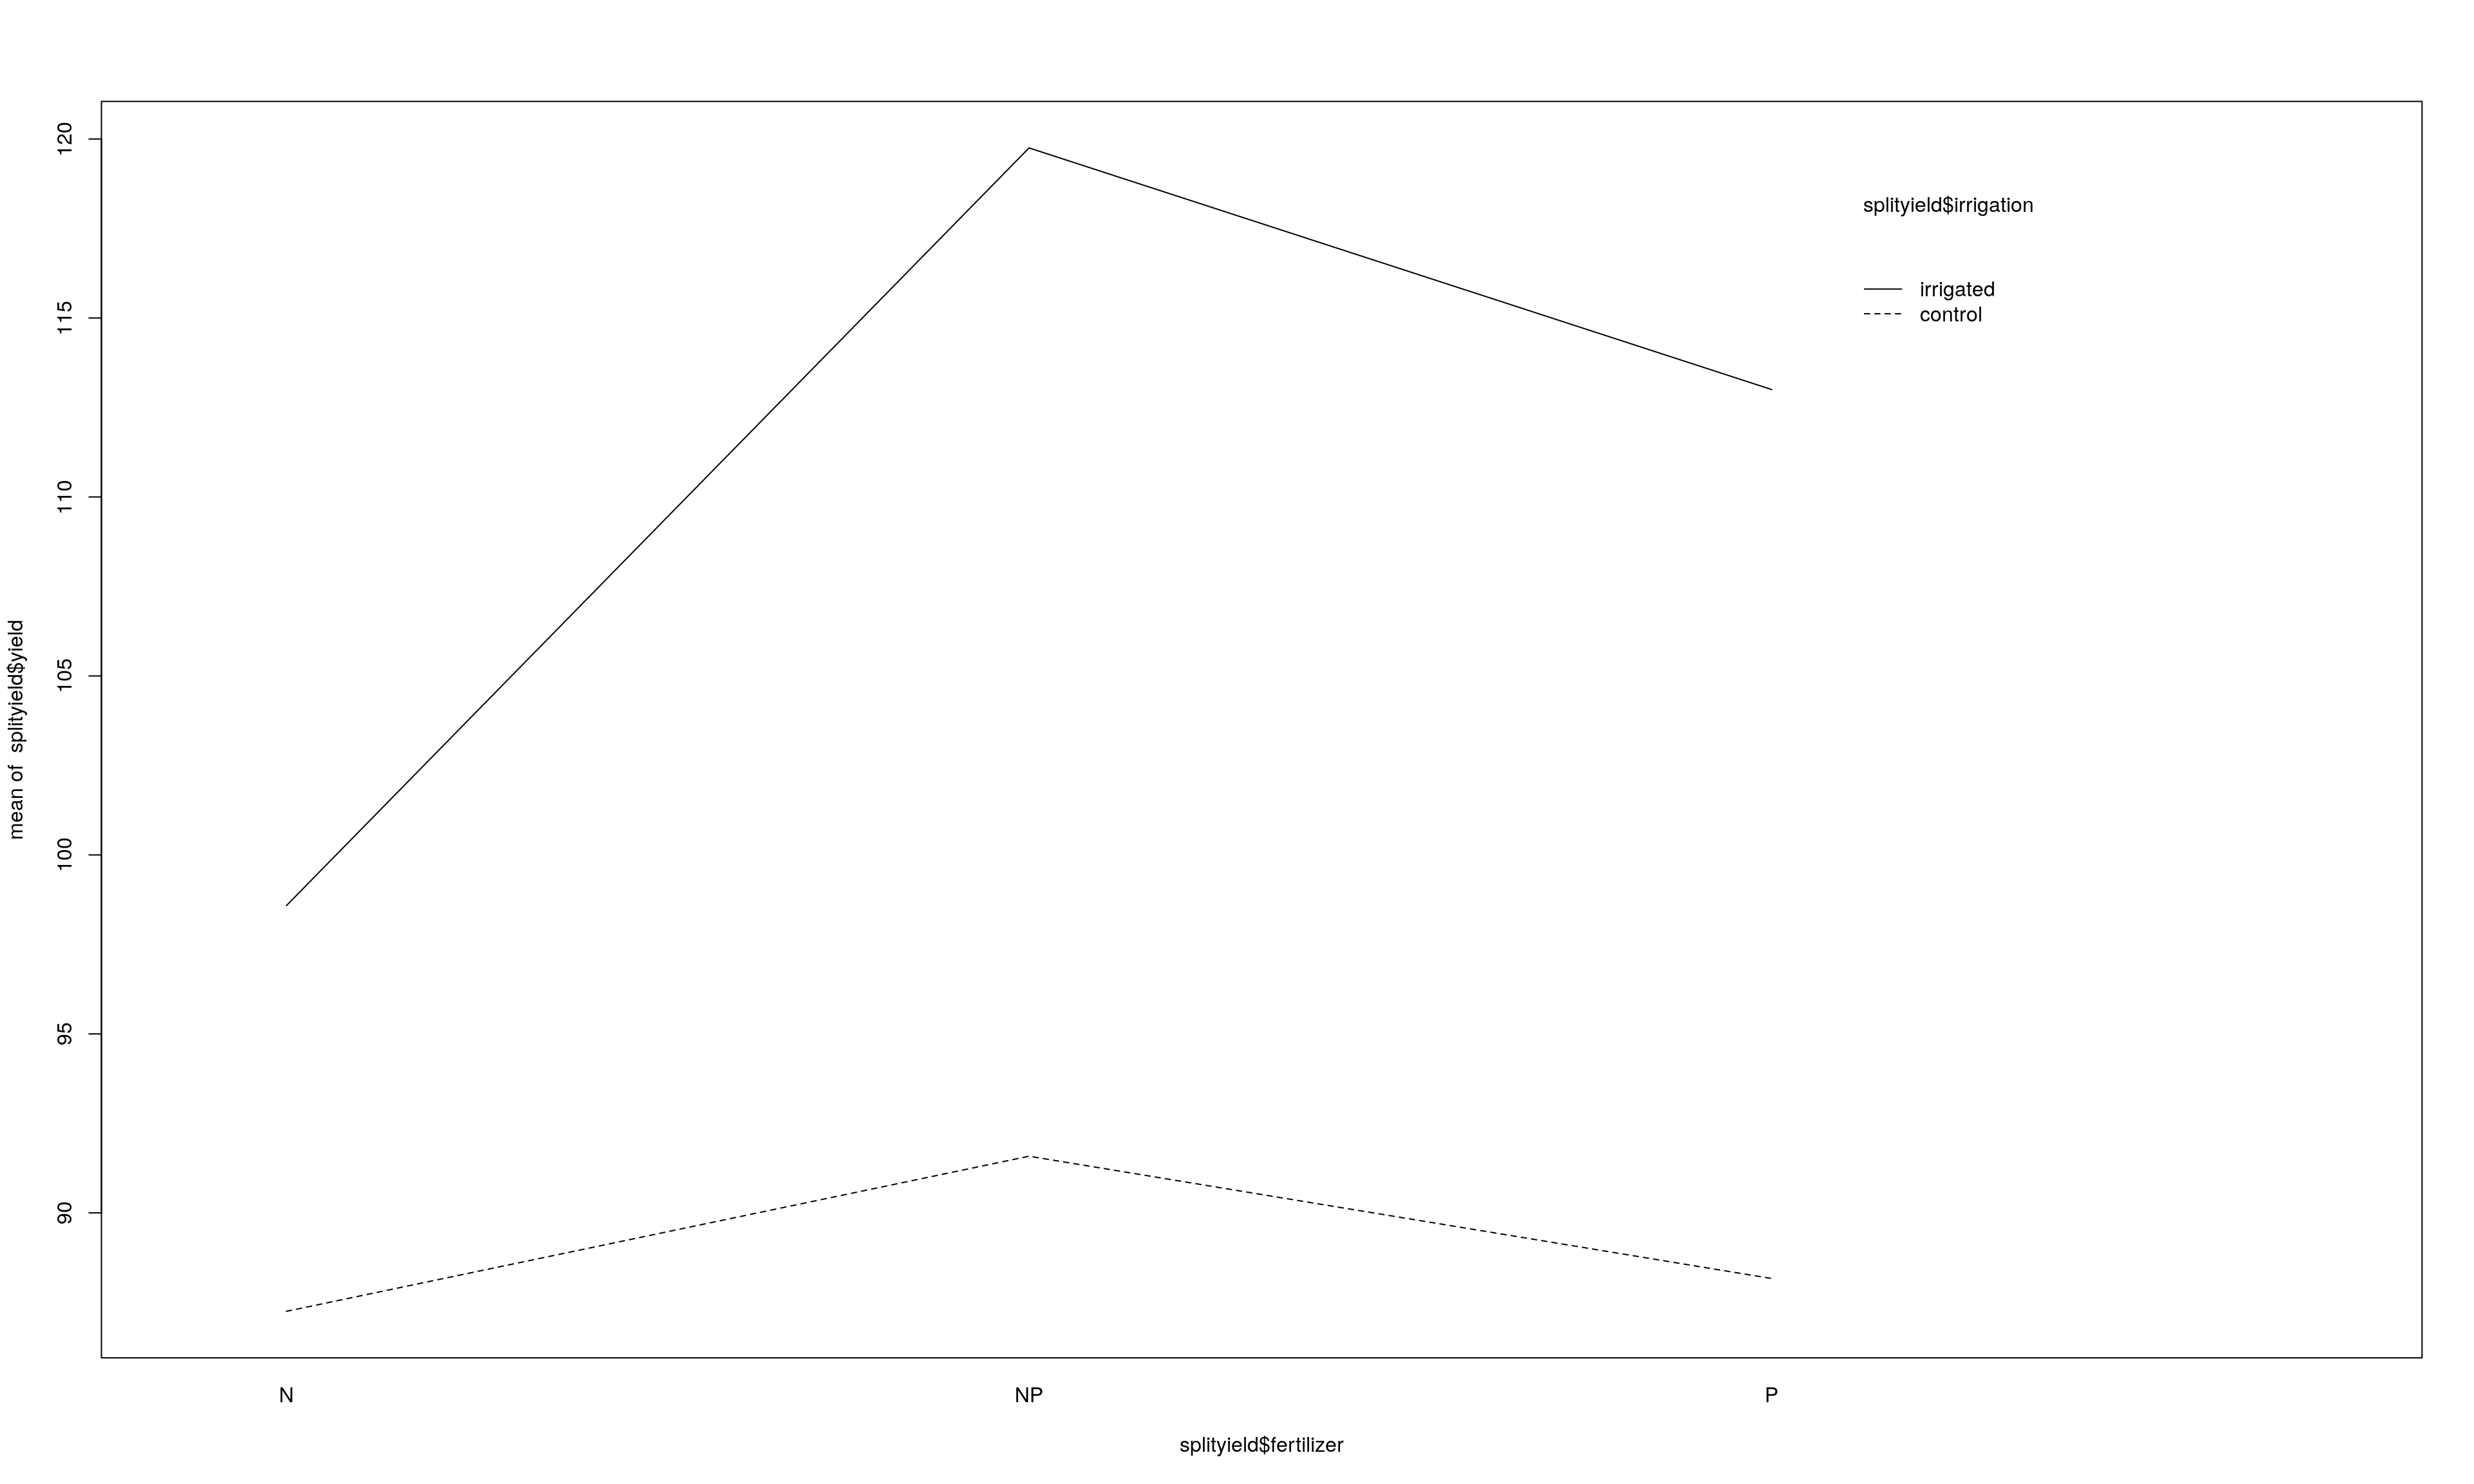 mean of splityield$yield
120
115
110
105
100
95
90
splityield$irrigation
irrigated
control
N NP P
splityield$fertilizer